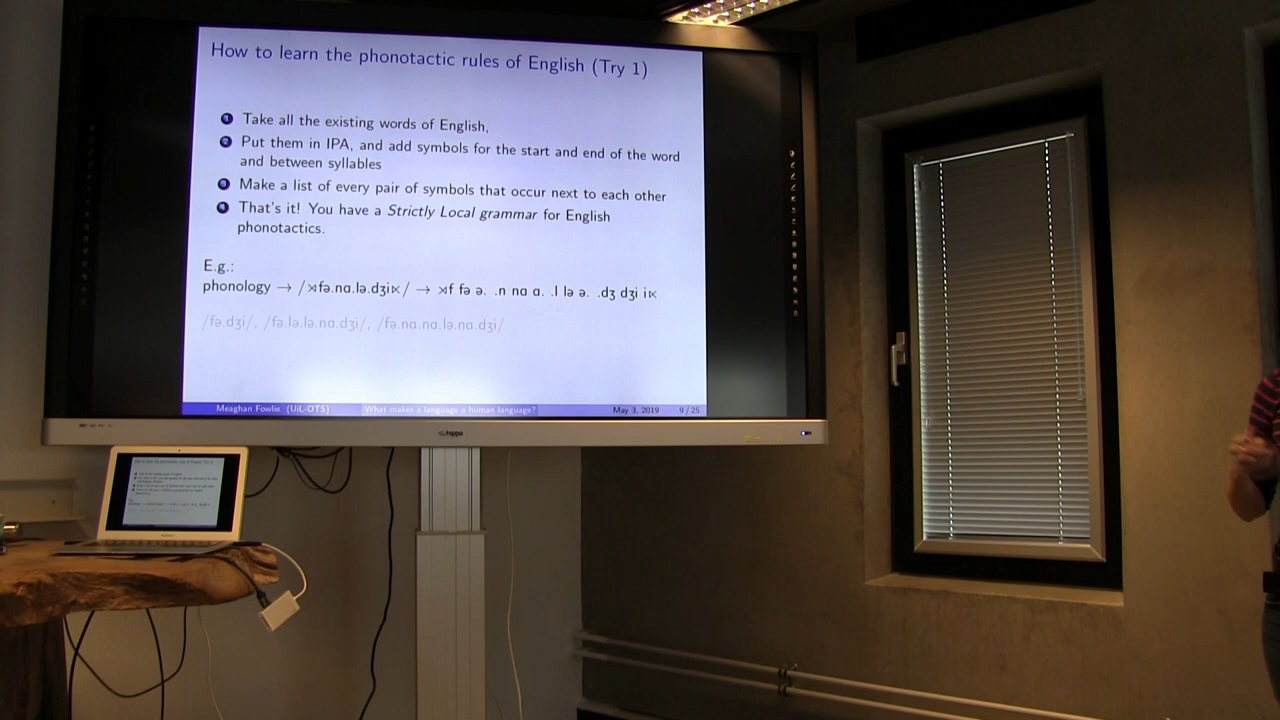 How to learn the phonotactic rules of English (Try 1)
1 Take all the existing words of English,
2 Put them in IPA, and add symbols for the start and end of the word
and between syllables
3 Make a list of every pair of symbols that occur next to each other
4 That's it! You have a Strictly Local grammar for English
phonotactics.
E.g.:
phonology → /⋊fə.nɑ.lə.dʒi⋉/ → ⋊f fə ə. .n nɑ ɑ. .l lə ə. .dʒ dʒi i⋉
/fə.dʒi/, /fə.lə.lə.nɑ.dʒi/, /fə.nɑ.nɑ.lə.nɑ.dʒi/
Meaghan Fowlie (UiL-OTS) What makes a language a human language? May 3, 2019 9 / 25